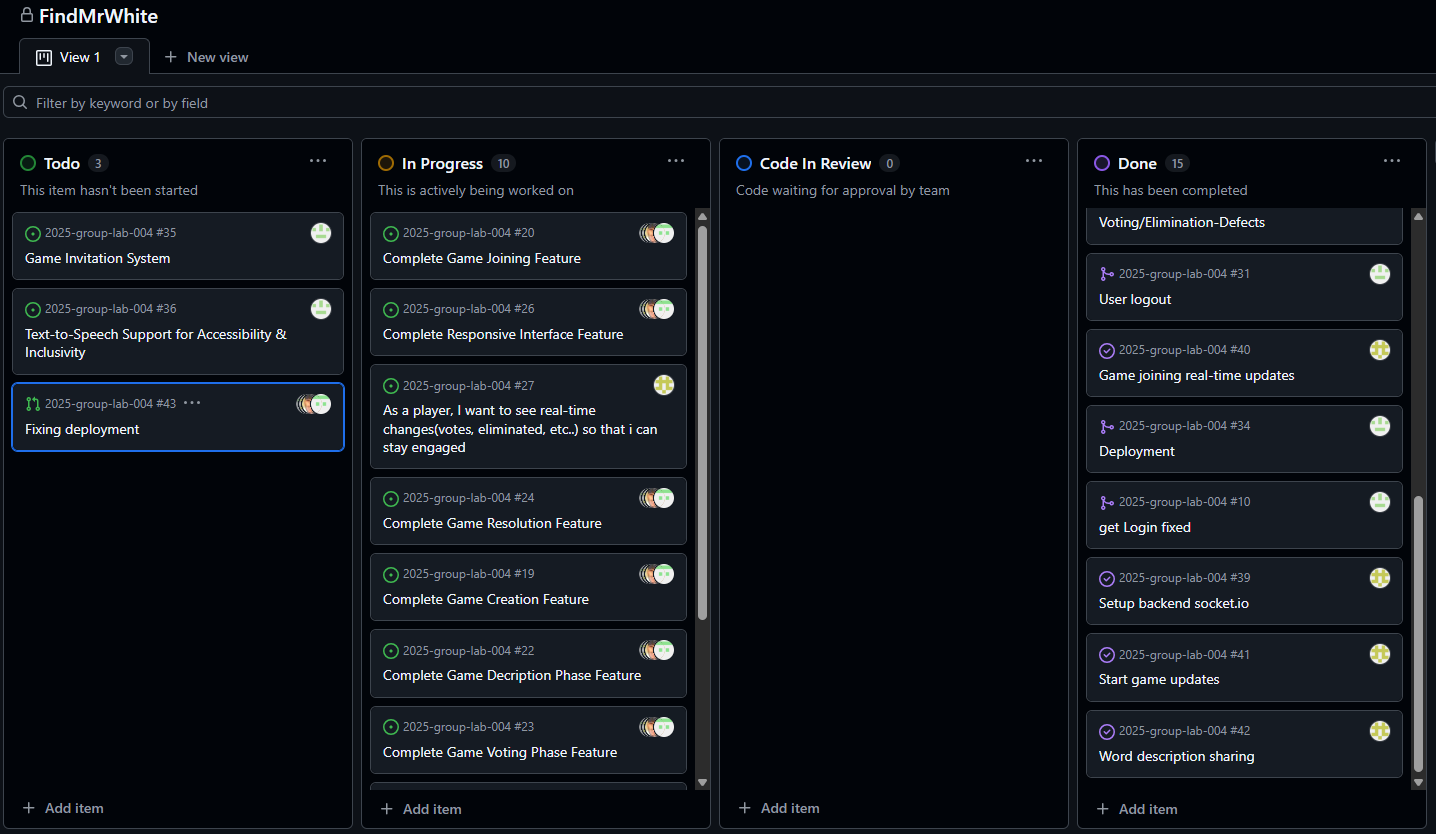 FindMrWhite
View 1
New view
Filter by keyword or by field
Todo 3
This item hasn't been started
2025-group-lab-004 #35
Game Invitation System
2025-group-lab-004 #36
Text-to-Speech Support for Accessibility &
Inclusivity
2025-group-lab-004 #43
Fixing deployment
Add item
In Progress 10
This is actively being worked on
2025-group-lab-004 #20
Complete Game Joining Feature
2025-group-lab-004 #26
Complete Responsive Interface Feature
2025-group-lab-004 #27
As a player, I want to see real-time
changes(votes, eliminated, etc..) so that i can
stay engaged
2025-group-lab-004 #24
Complete Game Resolution Feature
2025-group-lab-004 #19
Complete Game Creation Feature
2025-group-lab-004 #22
Complete Game Decription Phase Feature
2025-group-lab-004 #23
Complete Game Voting Phase Feature
Add item
Code In Review 0
Code waiting for approval by team
Add item
Done 15
This has been completed
Voting/Elimination-Defects
2025-group-lab-004 #31
User logout
2025-group-lab-004 #40
Game joining real-time updates
2025-group-lab-004 #34
Deployment
2025-group-lab-004 #10
get Login fixed
2025-group-lab-004 #39
Setup backend socket.io
2025-group-lab-004 #41
Start game updates
2025-group-lab-004 #42
Word description sharing
Add item